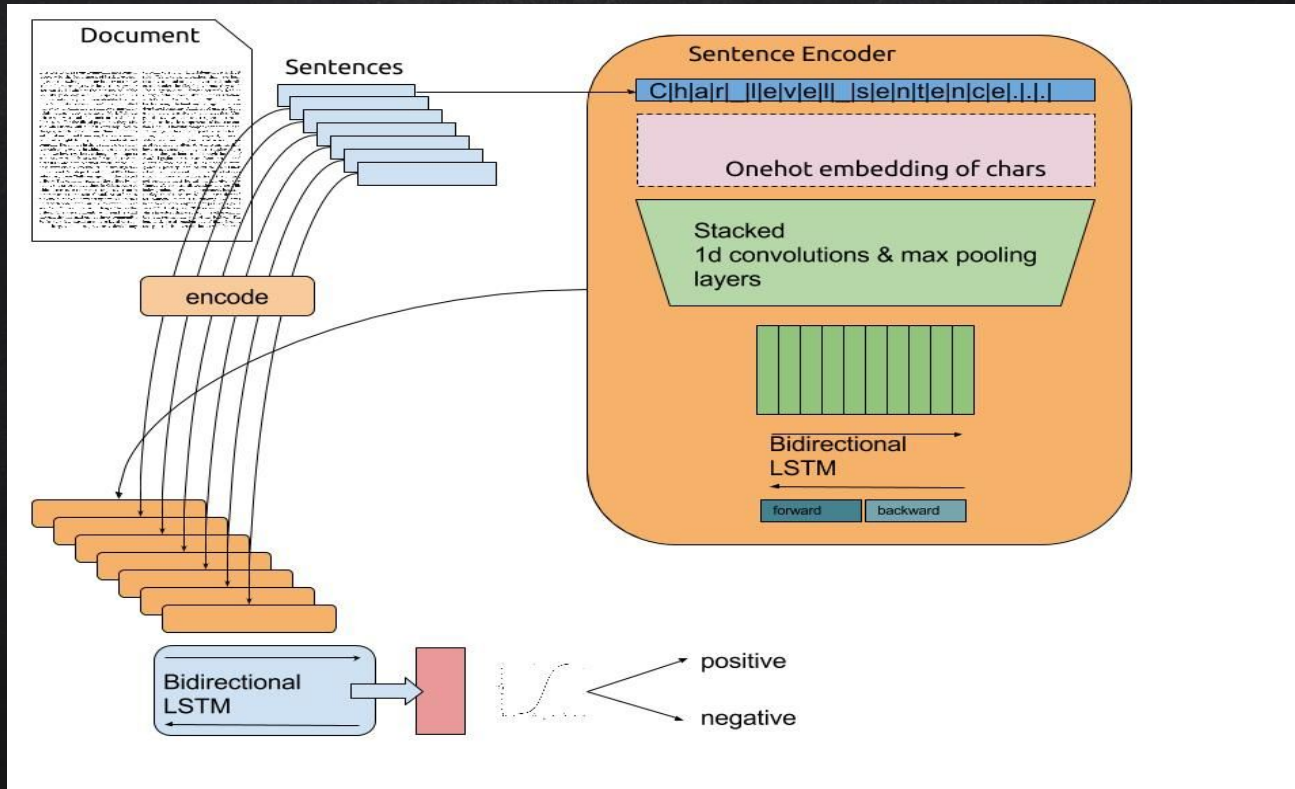 Document
Sentences
encode
Sentence Encoder
C|h|a|r|_|l|e|v|e|l|_|s|e|n|t|e|n|c|e|.|.|.|
Onehot embedding of chars
Stacked
1d convolutions & max pooling
layers
Bidirectional
LSTM
forward
backward
Bidirectional
LSTM
positive
negative